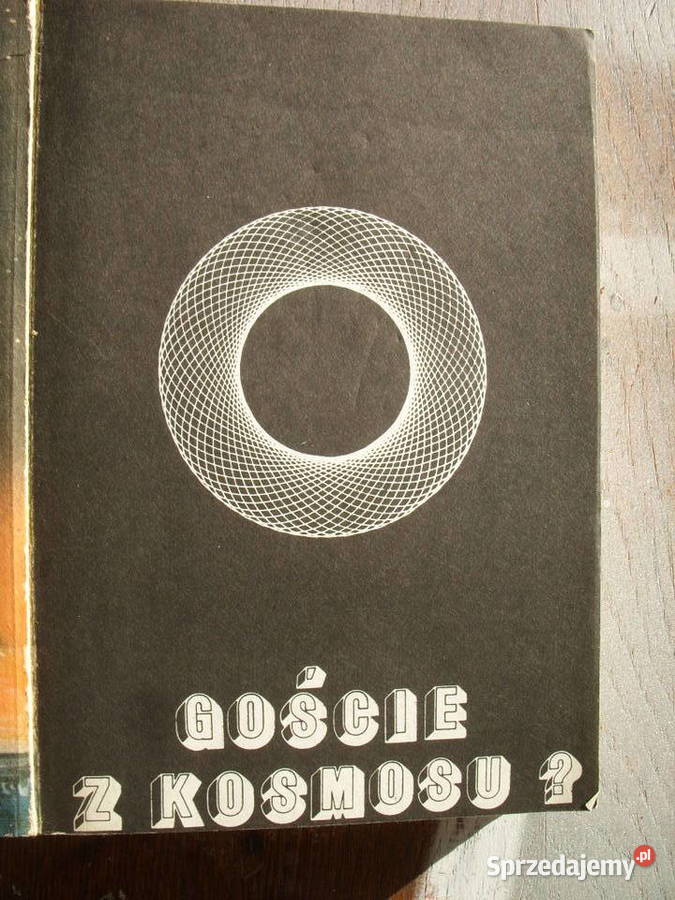 GOŚCIE
Z KOSMOSU ?
Sprzedajemy.pl